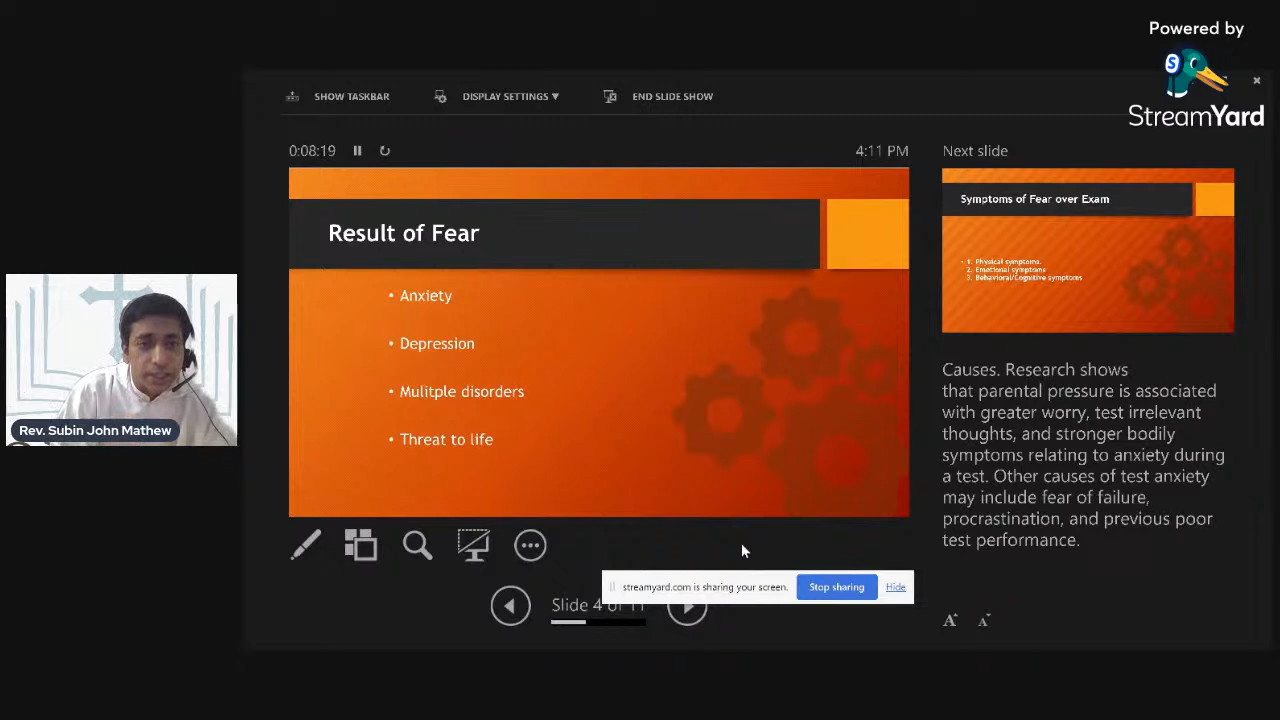 Powered by
S
StreamYard
SHOW TASKBAR
DISPLAY SETTINGS ▼
END SLIDE SHOW
0:08:19
4:11 PM
Next slide
Result of Fear
• Anxiety
• Depression
• Mulitple disorders
• Threat to life
Symptoms of Fear over Exam
• 1. Physical symptoms.
2. Emotional symptoms
3. Behavioral/Cognitive symptoms
Causes. Research shows
that parental pressure is associated
with greater worry, test irrelevant
thoughts, and stronger bodily
symptoms relating to anxiety during
a test. Other causes of test anxiety
may include fear of failure,
procrastination, and previous poor
test performance.
Rev. Subin John Mathew
streamyard.com is sharing your screen.
Stop sharing
Hide
Slide 4 of 11
A
A